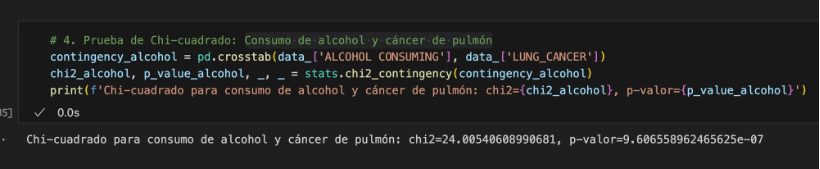 # 4. Prueba de Chi-cuadrado: Consumo de alcohol y cáncer de pulmón
contingency_alcohol = pd.crosstab(data_['ALCOHOL CONSUMING'], data_['LUNG_CANCER'])
chi2_alcohol, p_value_alcohol, _, _ = stats.chi2_contingency(contingency_alcohol)
print(f'Chi-cuadrado para consumo de alcohol y cáncer de pulmón: chi2={chi2_alcohol}, p-valor={p_value_alcohol}')
5] ✓ 0.0s
Chi-cuadrado para consumo de alcohol y cáncer de pulmón: chi2=24.00540608990681, p-valor=9.606558962465625e-07